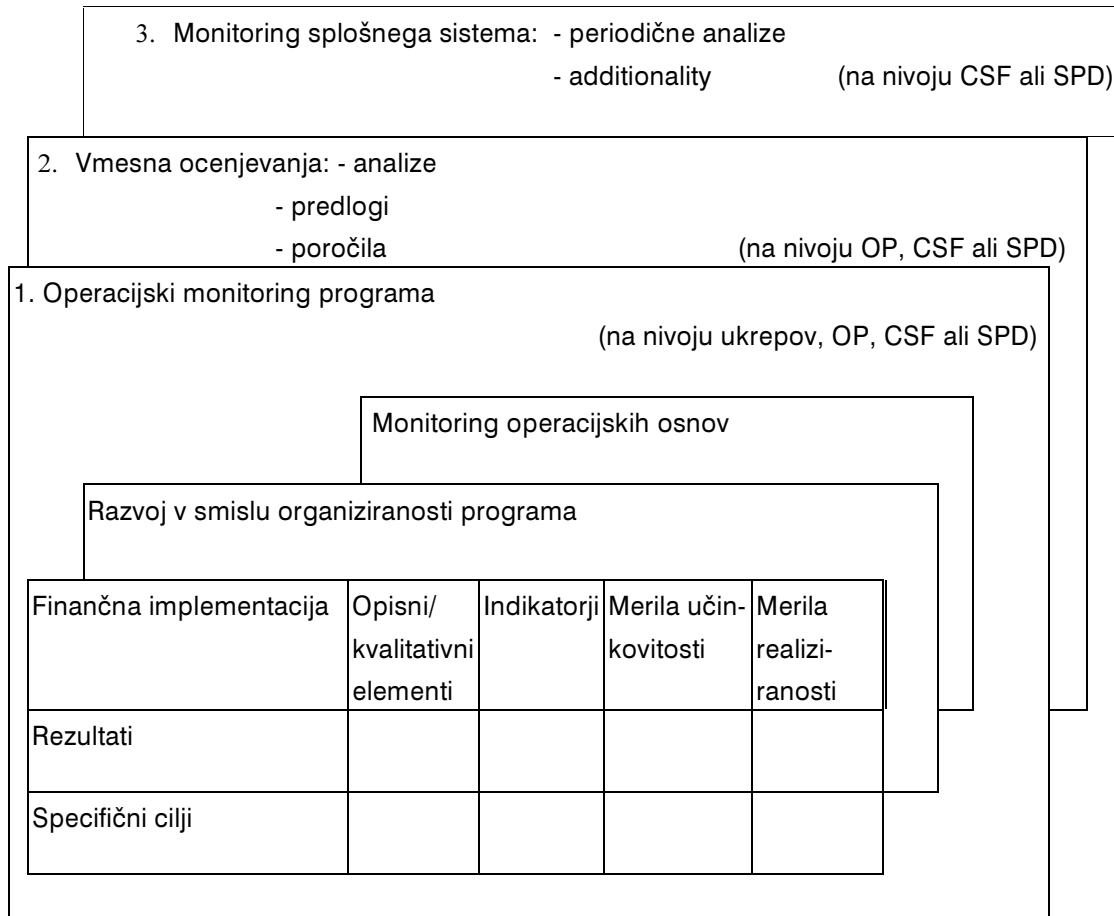 3. Monitoring splošnega sistema: - periodične analize
- additionality (na nivoju CSF ali SPD)
2. Vmesna ocenjevanja: - analize
- predlogi
- poročila (na nivoju OP, CSF ali SPD)
1. Operacijski monitoring programa
(na nivoju ukrepov, OP, CSF ali SPD)
Monitoring operacijskih osnov
Razvoj v smislu organiziranosti programa
Finančna implementacija Opisni/ Indikatorji Merila učin- Merila
kvalitativni kovitosti realizi-
elementi ranosti
Rezultati
Specifični cilji